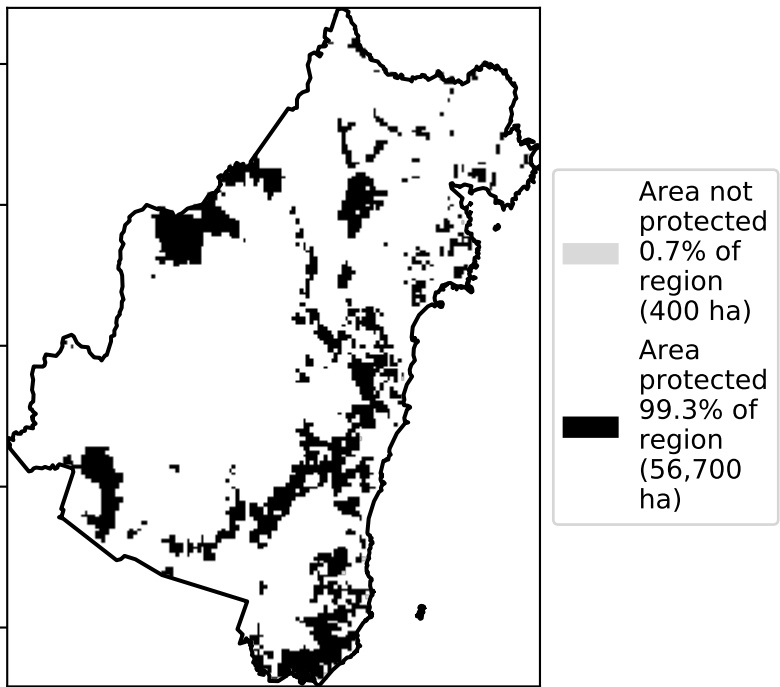 Area not
protected
0.7% of
region
(400 ha)
Area
protected
99.3% of
region
(56,700
ha)